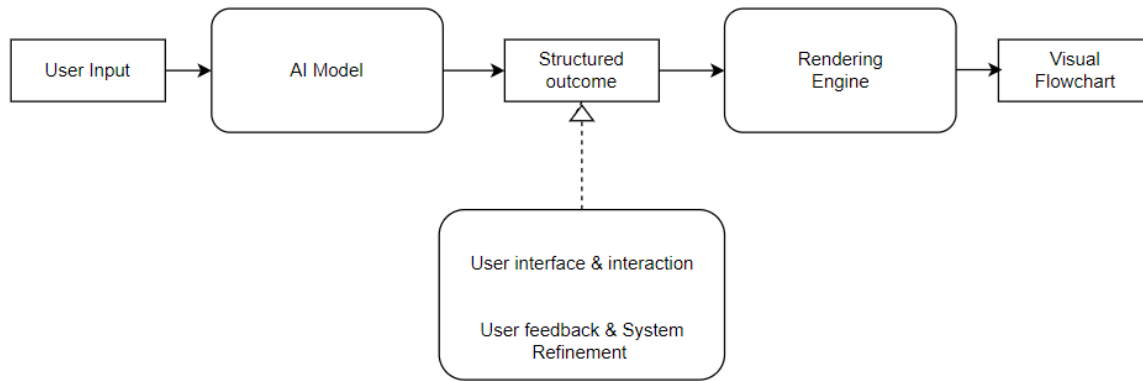 User Input
AI Model
Structured
outcome
Rendering
Engine
Visual
Flowchart
User interface & interaction
User feedback & System
Refinement